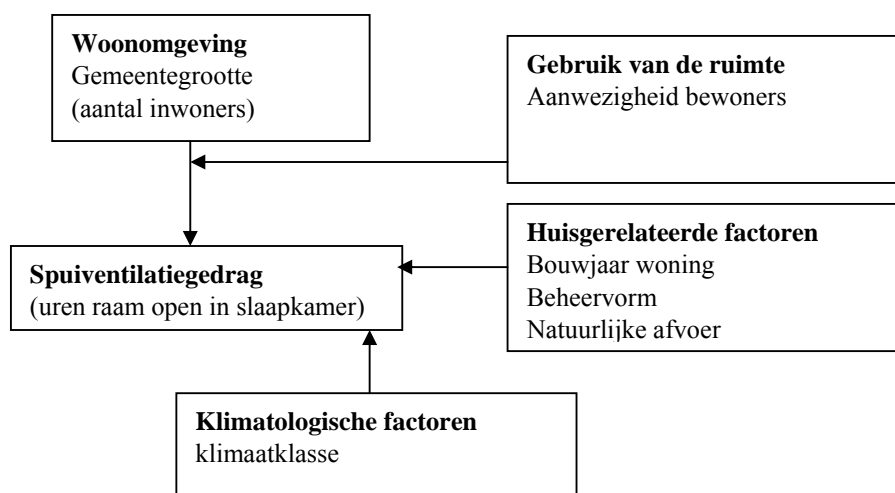 Woonomgeving
Gemeentegrootte
(aantal inwoners)
Gebruik van de ruimte
Aanwezigheid bewoners
Spuiventilatiegedrag
(uren raam open in slaapkamer)
Huisgerelateerde factoren
Bouwjaar woning
Beheervorm
Natuurlijke afvoer
Klimatologische factoren
klimaatklasse